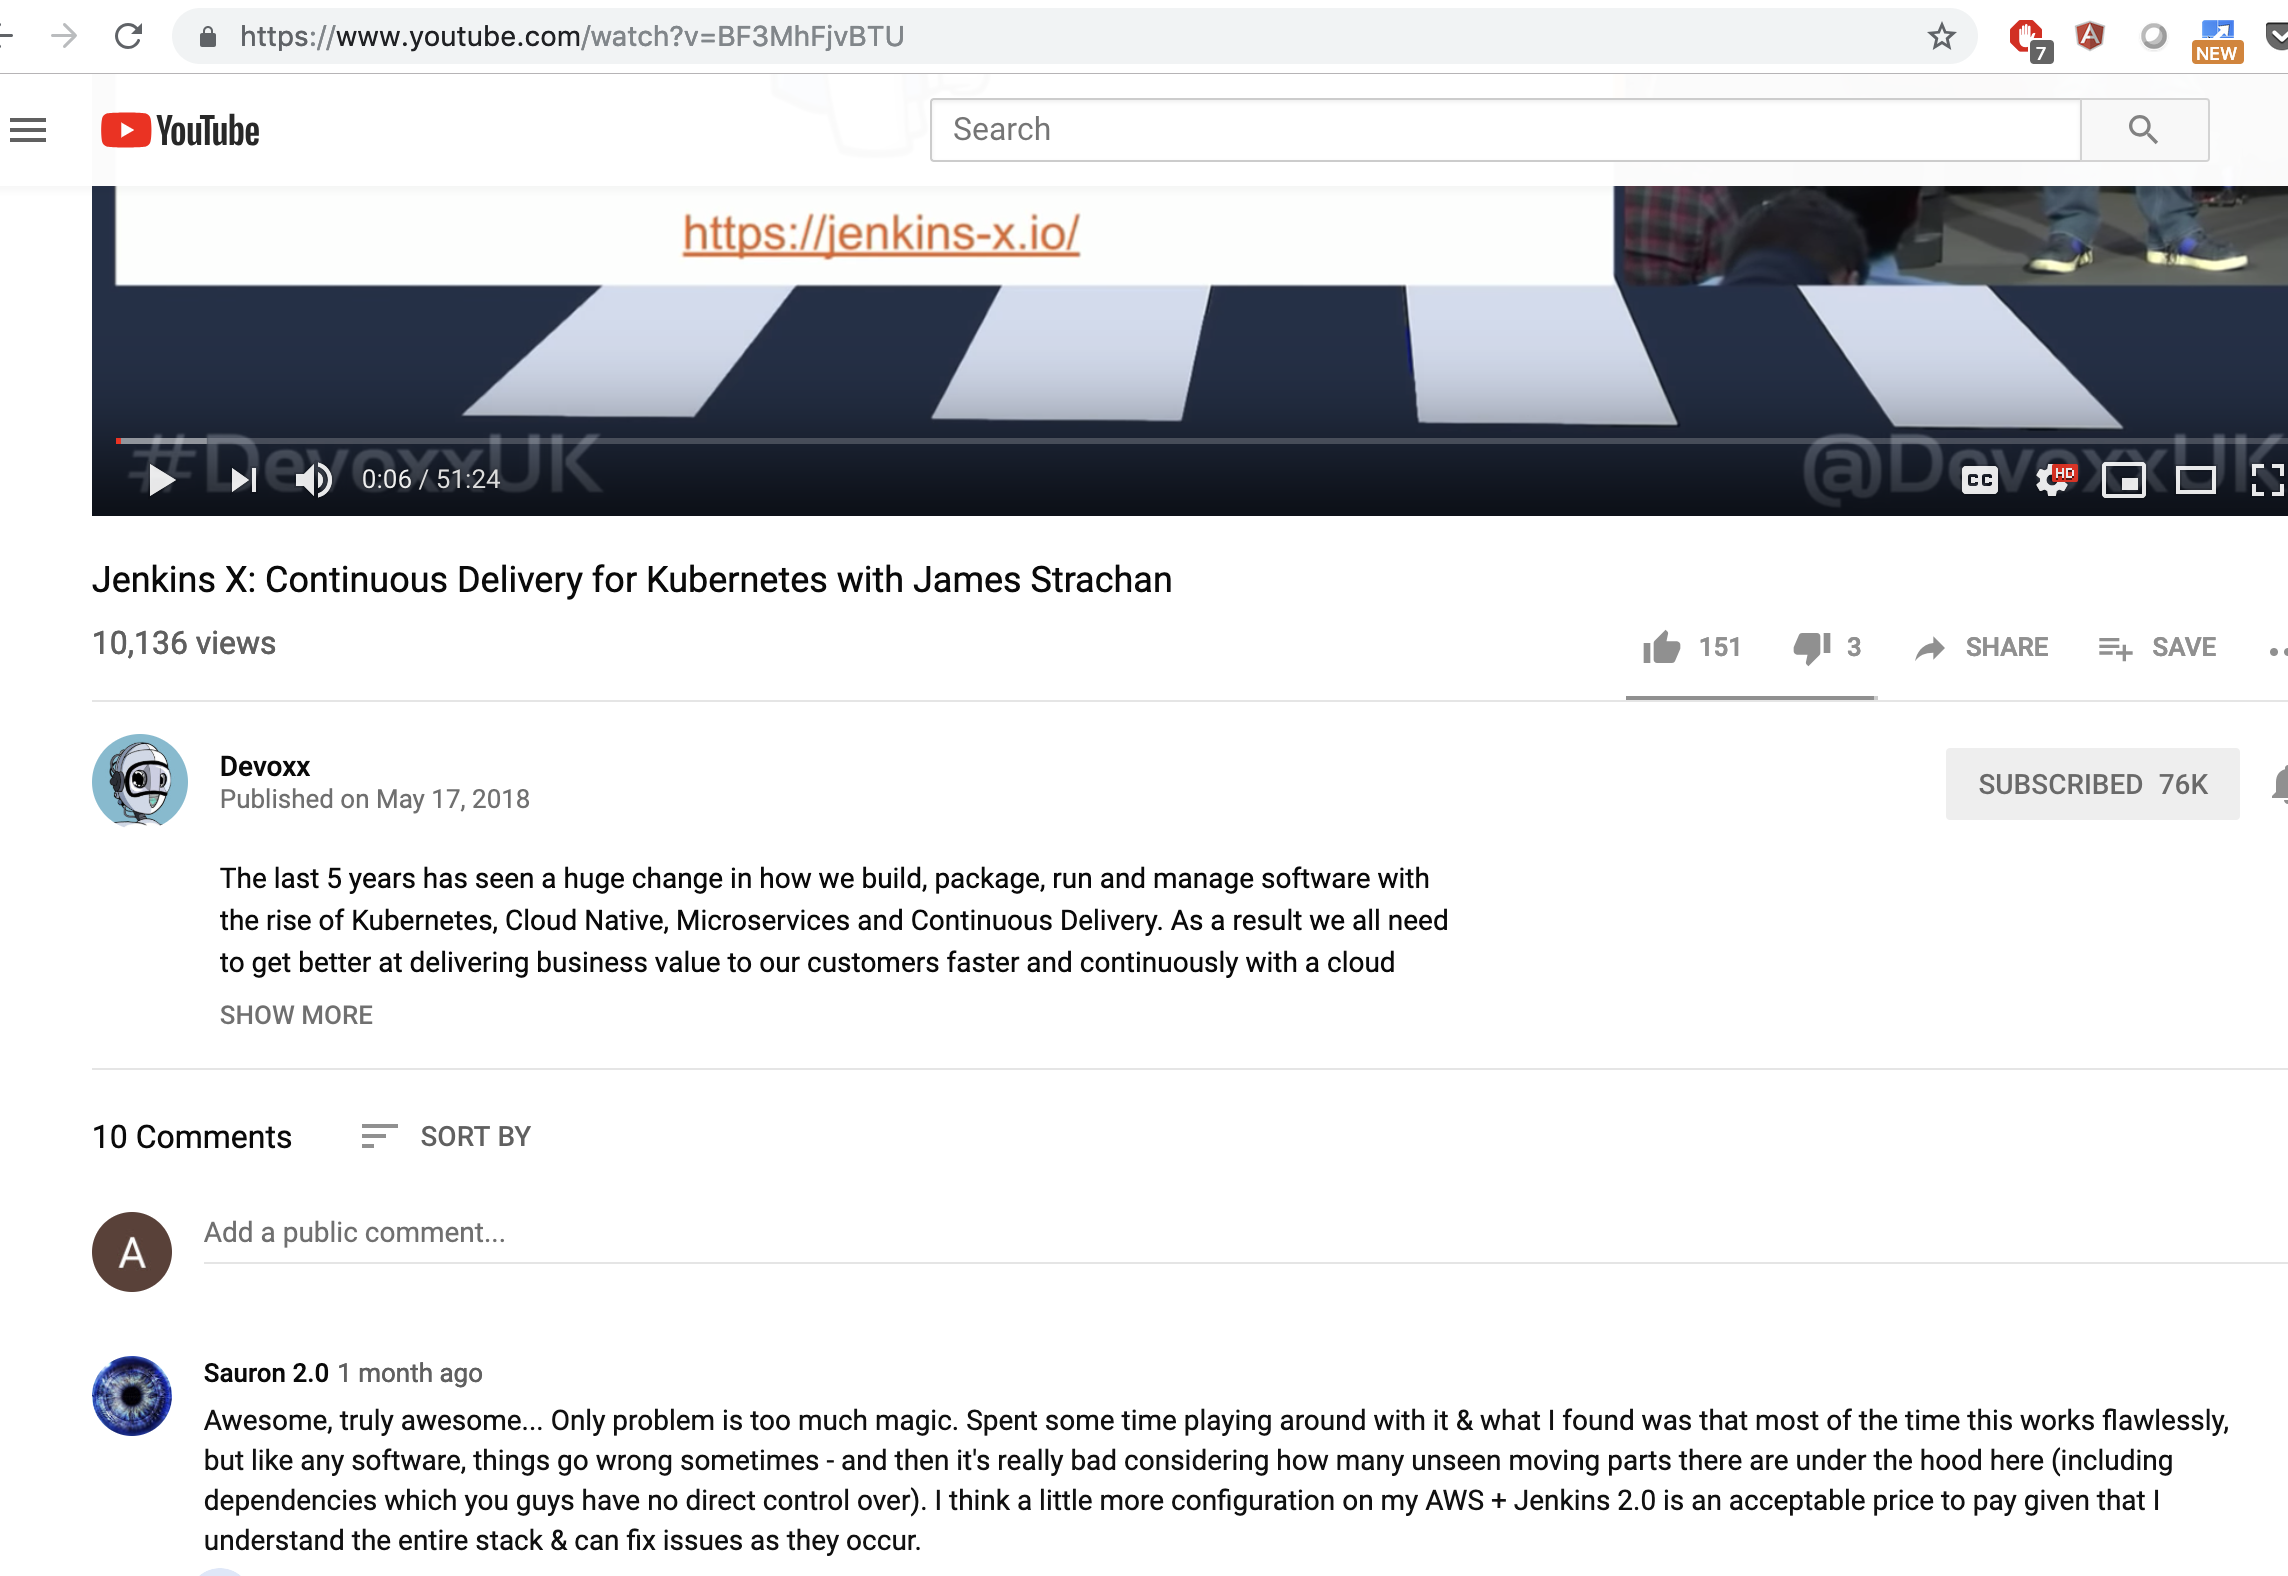 https://www.youtube.com/watch?v=BF3MhFjvBTU
7
NEW
YouTube
Search
https://jenkins-x.io/
#DevoxxUK
@DevoxxUK
0:06 / 51:24
CC
HD
Jenkins X: Continuous Delivery for Kubernetes with James Strachan
10,136 views
151
3
SHARE
SAVE
Devoxx
Published on May 17, 2018
SUBSCRIBED 76K
The last 5 years has seen a huge change in how we build, package, run and manage software with
the rise of Kubernetes, Cloud Native, Microservices and Continuous Delivery. As a result we all need
to get better at delivering business value to our customers faster and continuously with a cloud
SHOW MORE
10 Comments
SORT BY
A
Add a public comment...
Sauron 2.0 1 month ago
Awesome, truly awesome... Only problem is too much magic. Spent some time playing around with it & what I found was that most of the time this works flawlessly,
but like any software, things go wrong sometimes - and then it's really bad considering how many unseen moving parts there are under the hood here (including
dependencies which you guys have no direct control over). I think a little more configuration on my AWS + Jenkins 2.0 is an acceptable price to pay given that I
understand the entire stack & can fix issues as they occur.